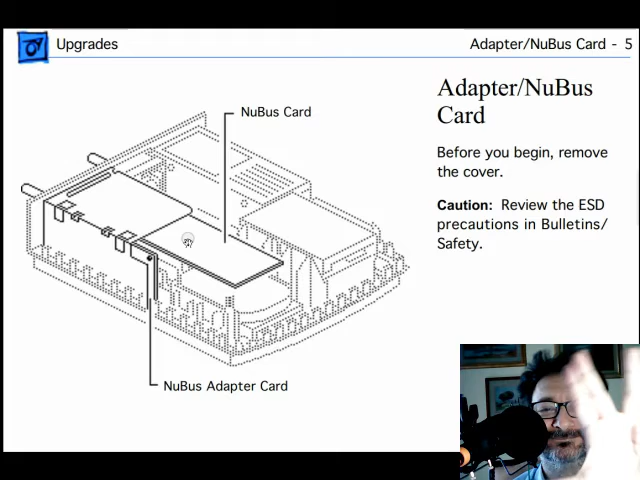 Upgrades
Adapter/NuBus Card - 5
NuBus Card
Adapter/NuBus
Card
Before you begin, remove
the cover.
Caution: Review the ESD
precautions in Bulletins/
Safety.
NuBus Adapter Card